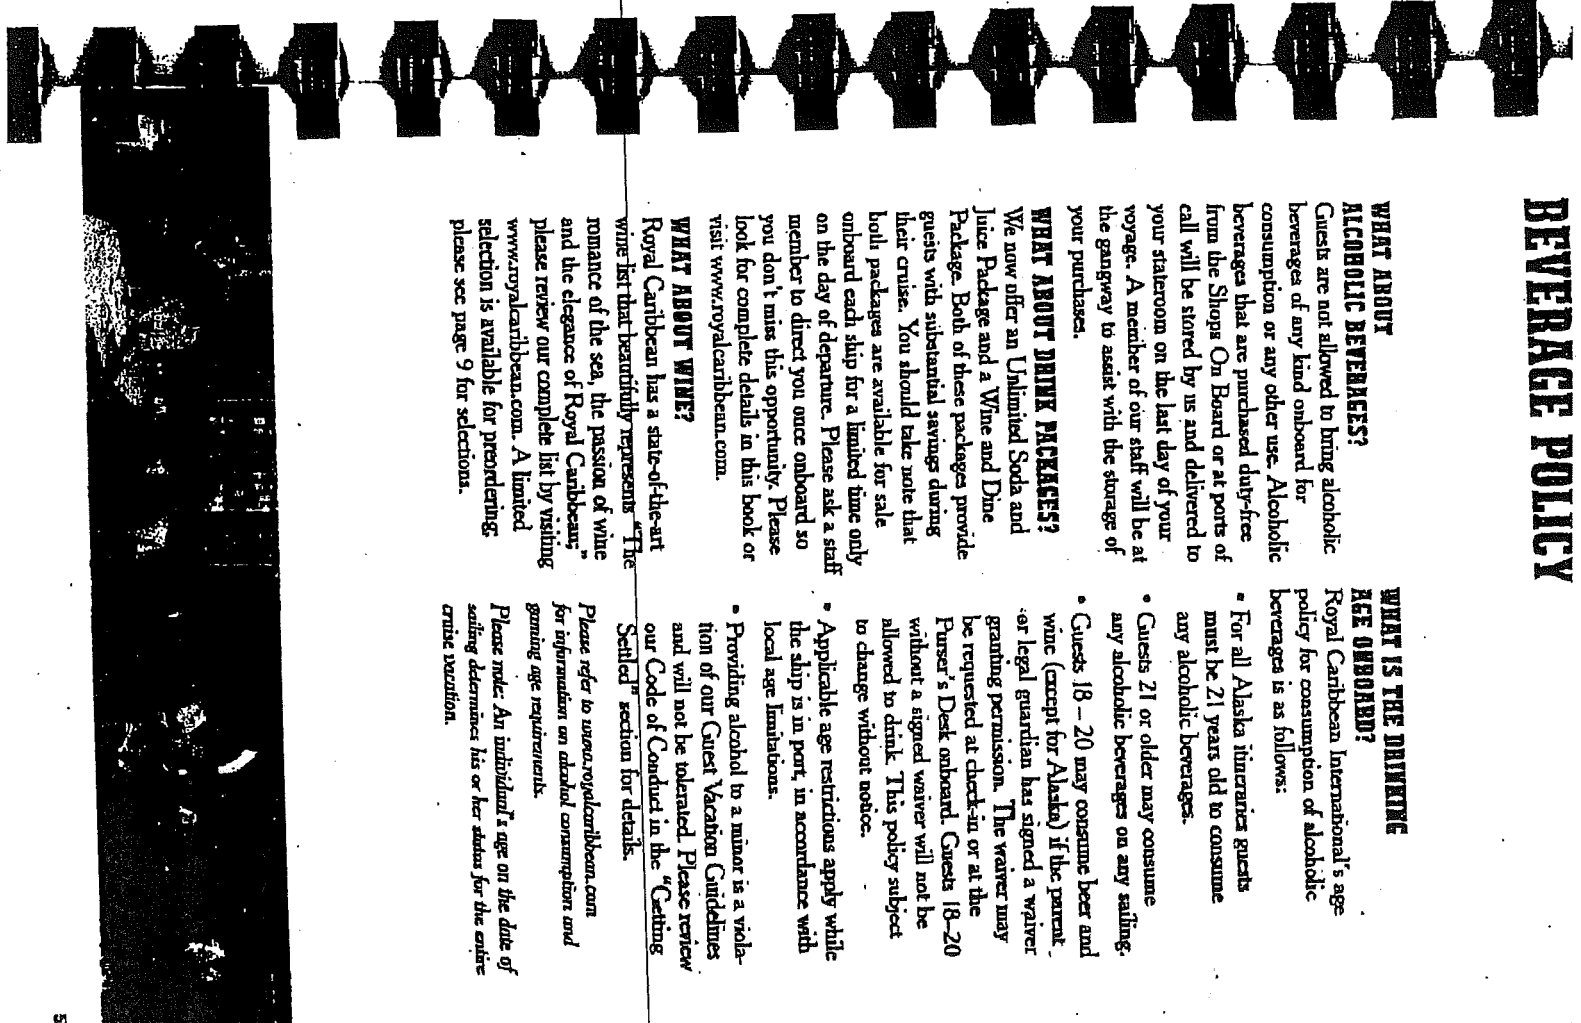 BEVERAGE POLICY
WHAT ABOUT
ALCOHOLIC BEVERAGES?
Guests are not allowed to bring alcoholic
beverages of any kind onboard for
consumption or any other use. Alcoholic
beverages that are purchased duty-free
from the Shops On Board or at ports of
call will be stored by us and delivered to
your stateroom on the last day of your
voyage. A member of our staff will be at
the gangway to assist with the storage of
your purchases.
WHAT ABOUT DRINK PACKAGES?
We now offer an Unlimited Soda and
Juice Package and a Wine and Dine
Package. Both of these packages provide
guests with substantial savings during
their cruise. You should take note that
both packages are available for sale
onboard each ship for a limited time only
on the day of departure. Please ask a staff
member to direct you once onboard so
you don't miss this opportunity. Please
look for complete details in this book or
visit www.royalcaribbean.com.
WHAT ABOUT WINE?
Royal Caribbean has a state-of-the-art
wine list that beautifully represents "The
romance of the sea, the passion of wine
and the elegance of Royal Caribbean;"
please review our complete list by visiting
www.royalcaribbean.com. A limited
selection is available for preordering;
please see page 9 for selections.
WHAT IS THE DRINKING
AGE ONBOARD?
Royal Caribbean International's age
policy for consumption of alcoholic
beverages is as follows:
• For all Alaska itineraries guests
must be 21 years old to consume
any alcoholic beverages.
• Guests 21 or older may consume
any alcoholic beverages on any sailing.
• Guests 18 – 20 may consume beer and
wine (except for Alaska) if the parent
or legal guardian has signed a waiver
granting permission. The waiver may
be requested at check-in or at the
Purser's Desk onboard. Guests 18–20
without a signed waiver will not be
allowed to drink. This policy subject
to change without notice.
• Applicable age restrictions apply while
the ship is in port, in accordance with
local age limitations.
• Providing alcohol to a minor is a viola-
tion of our Guest Vacation Guidelines
and will not be tolerated. Please review
our Code of Conduct in the "Getting
Settled" section for details.
Please refer to www.royalcaribbean.com
for information on alcohol consumption and
gaming age requirements.
Please note: An individual's age on the date of
sailing determines his or her status for the entire
cruise vacation.
5